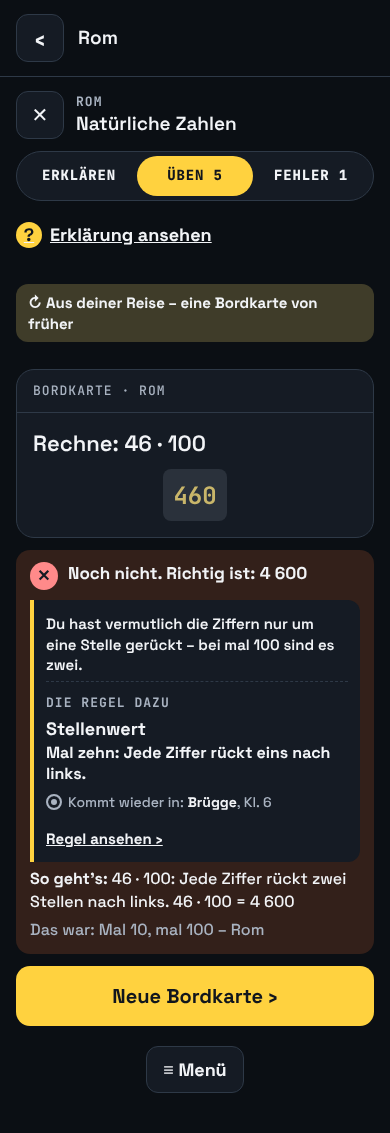 < Rom
× ROM
Natürliche Zahlen
ERKLÄREN ÜBEN 5 FEHLER 1
? Erklärung ansehen
↻ Aus deiner Reise – eine Bordkarte von
früher
BORDKARTE · ROM
Rechne: 46 · 100
460
× Noch nicht. Richtig ist: 4 600
Du hast vermutlich die Ziffern nur um
eine Stelle gerückt – bei mal 100 sind es
zwei.
DIE REGEL DAZU
Stellenwert
Mal zehn: Jede Ziffer rückt eins nach
links.
Kommt wieder in: Brügge, Kl. 6
Regel ansehen >
So geht's: 46 · 100: Jede Ziffer rückt zwei
Stellen nach links. 46 · 100 = 4 600
Das war: Mal 10, mal 100 – Rom
Neue Bordkarte >
≡ Menü